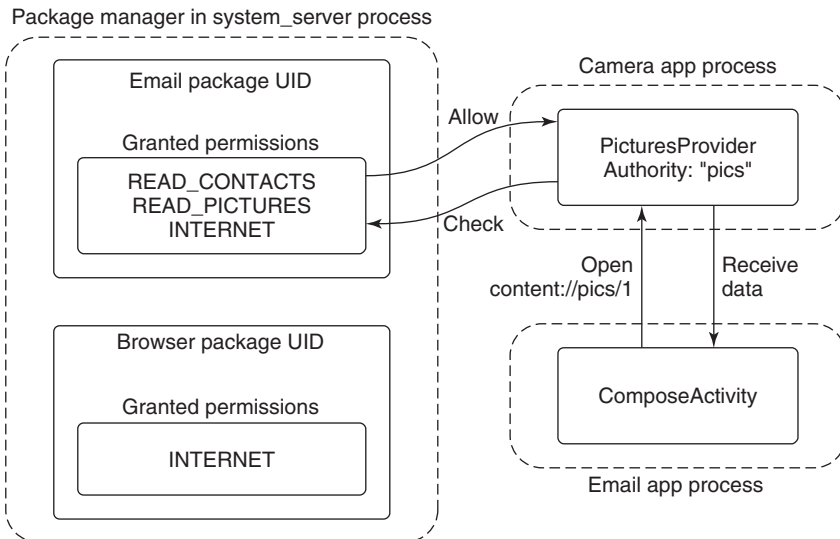 Package manager in system_server process
Email package UID
Granted permissions
READ_CONTACTS
READ_PICTURES
INTERNET
Browser package UID
Granted permissions
INTERNET
Allow
Check
Camera app process
PicturesProvider
Authority: "pics"
Open
content://pics/1
Receive
data
ComposeActivity
Email app process